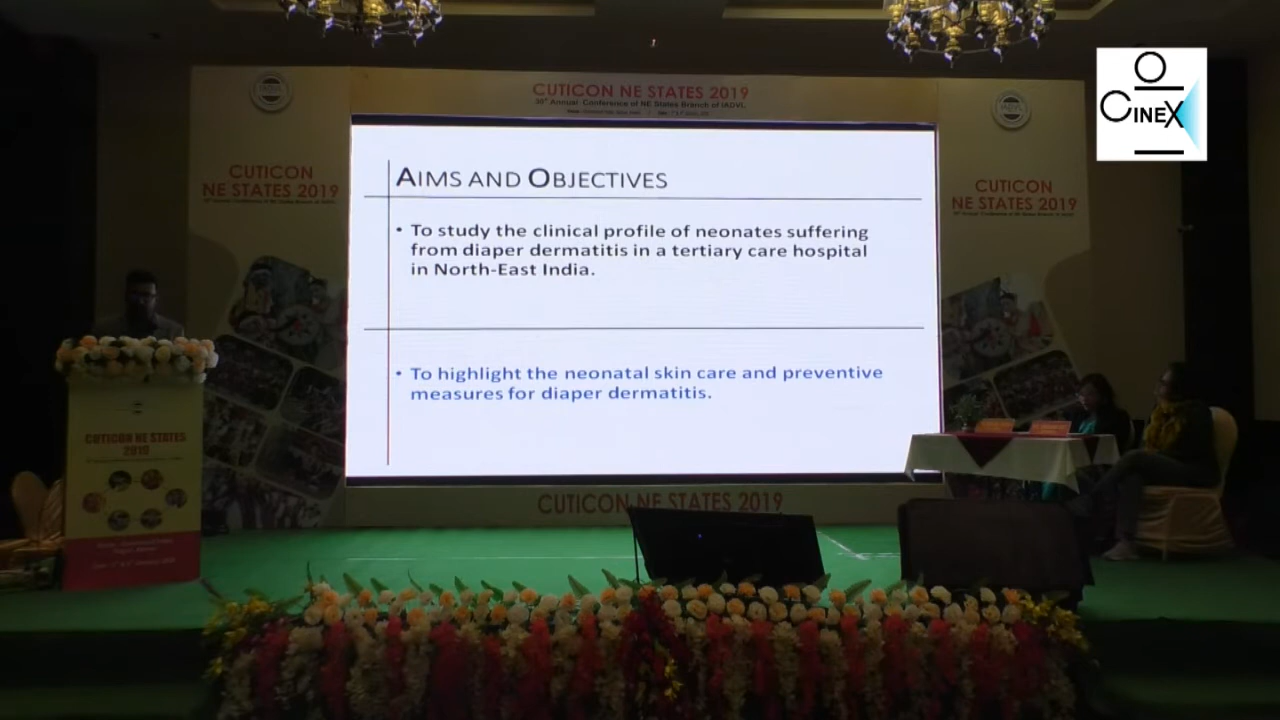 CUTICON NE STATES 2019
30th Annual Conference of NE States Branch of IADVL
CINEX
CUTICON
NE STATES 2019
AIMS AND OBJECTIVES
• To study the clinical profile of neonates suffering
from diaper dermatitis in a tertiary care hospital
in North-East India.
• To highlight the neonatal skin care and preventive
measures for diaper dermatitis.
CUTICON
NE STATES 2019
CUTICON NE STATES
2019
CUTICON NE STATES 2019